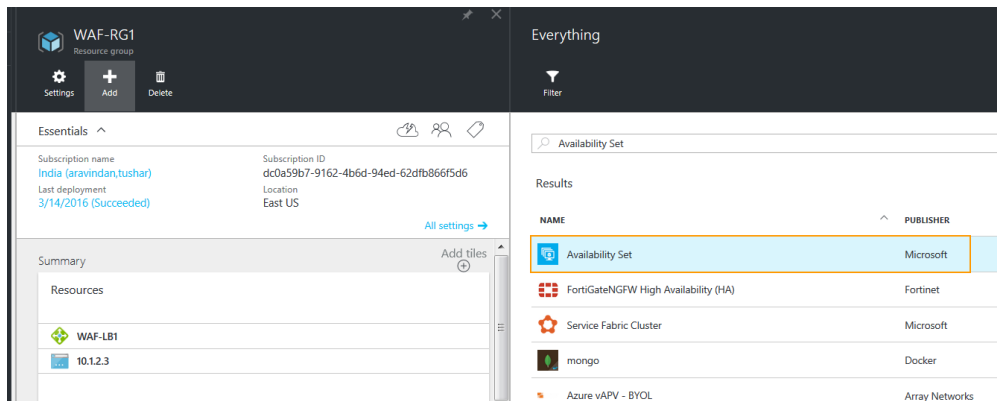 WAF-RG1
Resource group
Settings Add Delete
Essentials
Subscription name Subscription ID
India (aravindan,tushar) dc0a59b7-9162-4b6d-94ed-62dfb866f5d6
Last deployment Location
3/14/2016 (Succeeded) East US
All settings
Summary Add tiles
Resources
WAF-LB1
10.1.2.3
Everything
Filter
Availability Set
Results
NAME PUBLISHER
Availability Set Microsoft
FortiGateNGFW High Availability (HA) Fortinet
Service Fabric Cluster Microsoft
mongo Docker
Azure vAPV - BYOL Array Networks